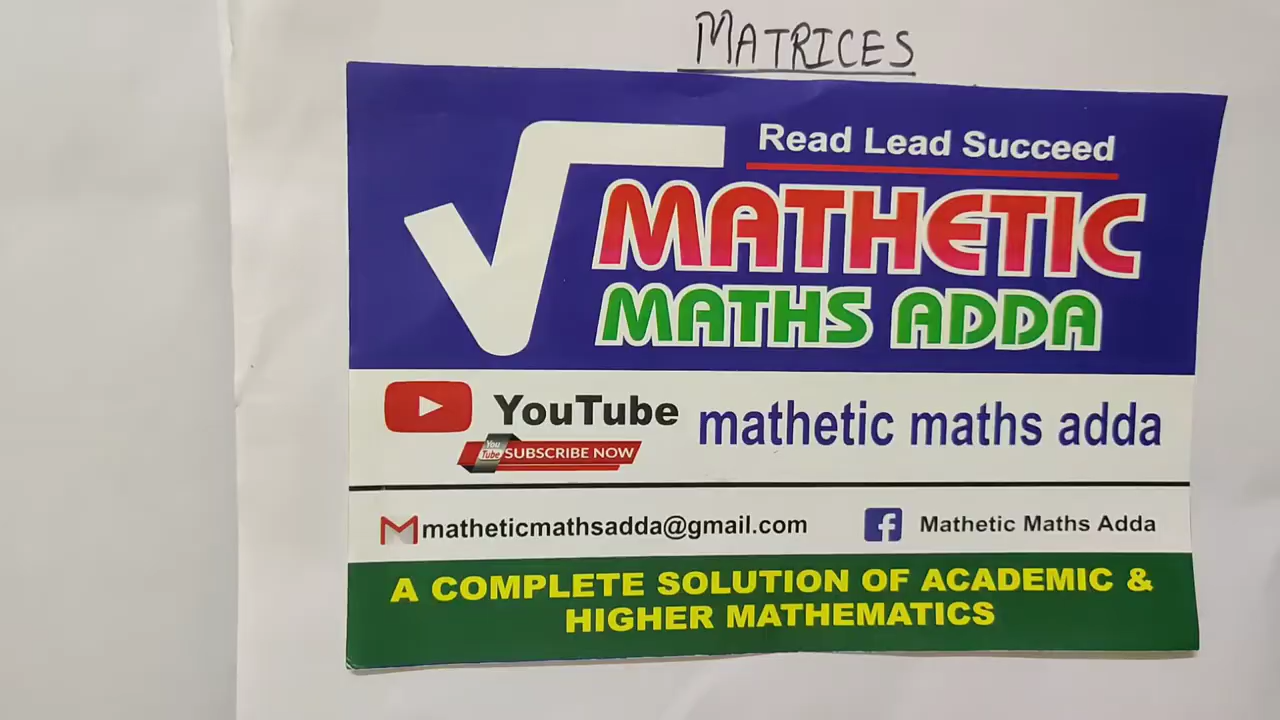 MATRICES
Read Lead Succeed
MATHETIC
MATHS ADDA
YouTube mathetic maths adda
You Tube SUBSCRIBE NOW
matheticmathsadda@gmail.com
Mathetic Maths Adda
A COMPLETE SOLUTION OF ACADEMIC &
HIGHER MATHEMATICS